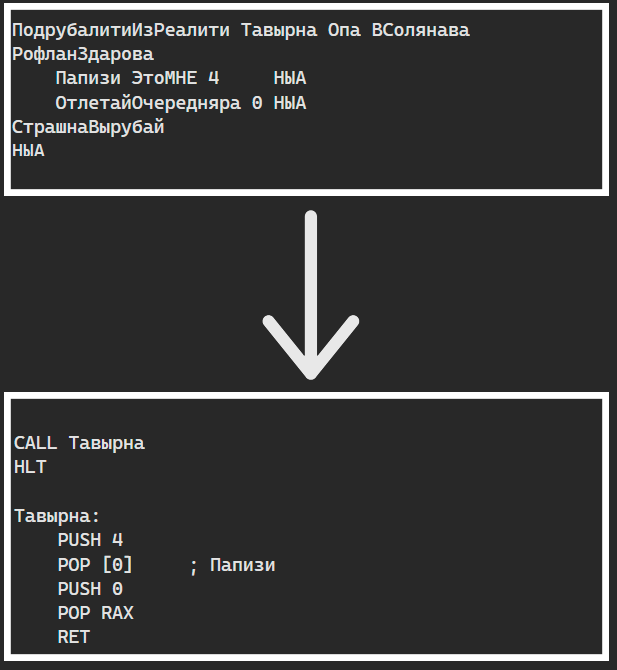 ПодрубалитиИзРеалити Тавырна Опа ВСолянава
РофланЗдарова
    Папизи ЭтоМНЕ 4     НЫА
    ОтлетайОчередняра 0 НЫА
СтрашнаВырубай
НЫА
CALL Тавырна
HLT
Тавырна:
    PUSH 4
    POP [0]     ; Папизи
    PUSH 0
    POP RAX
    RET